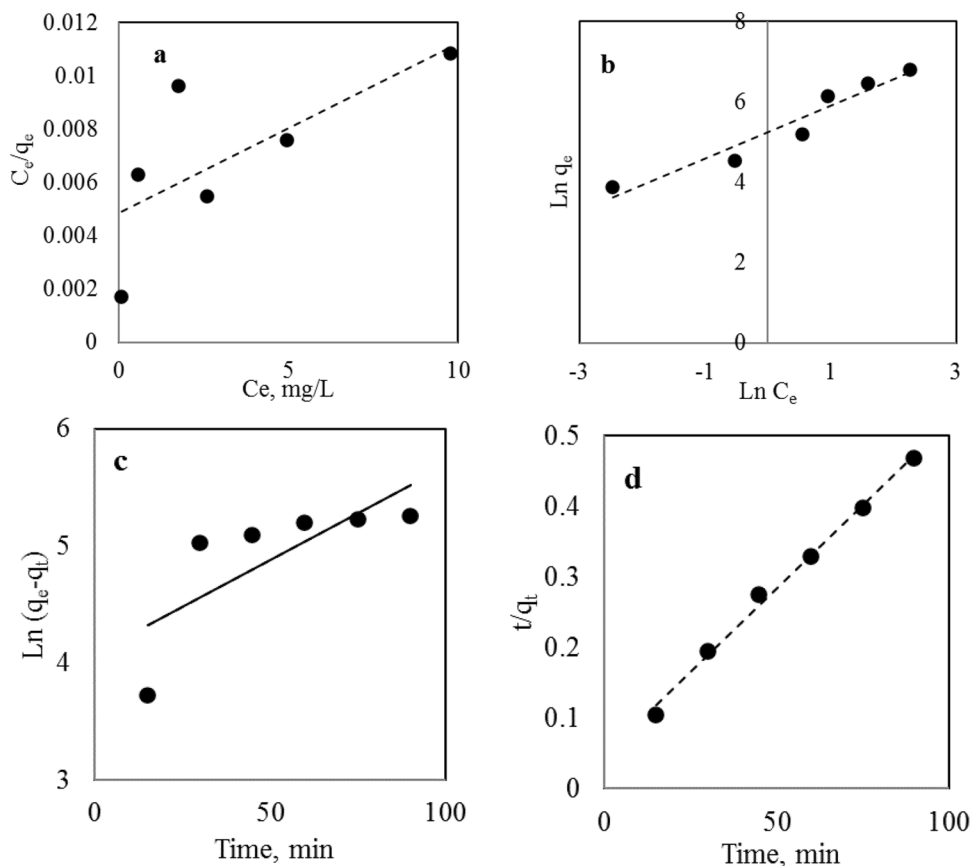 a
0.012
0.01
0.008
0.006
0.004
0.002
0
Ce/qe
0 5 10
Ce, mg/L
b
8
6
4
2
0
Ln qe
-3 -1 1 3
Ln Ce
c
6
5
4
3
Ln (qe-qt)
0 50 100
Time, min
d
0.5
0.4
0.3
0.2
0.1
0
t/qt
0 50 100
Time, min